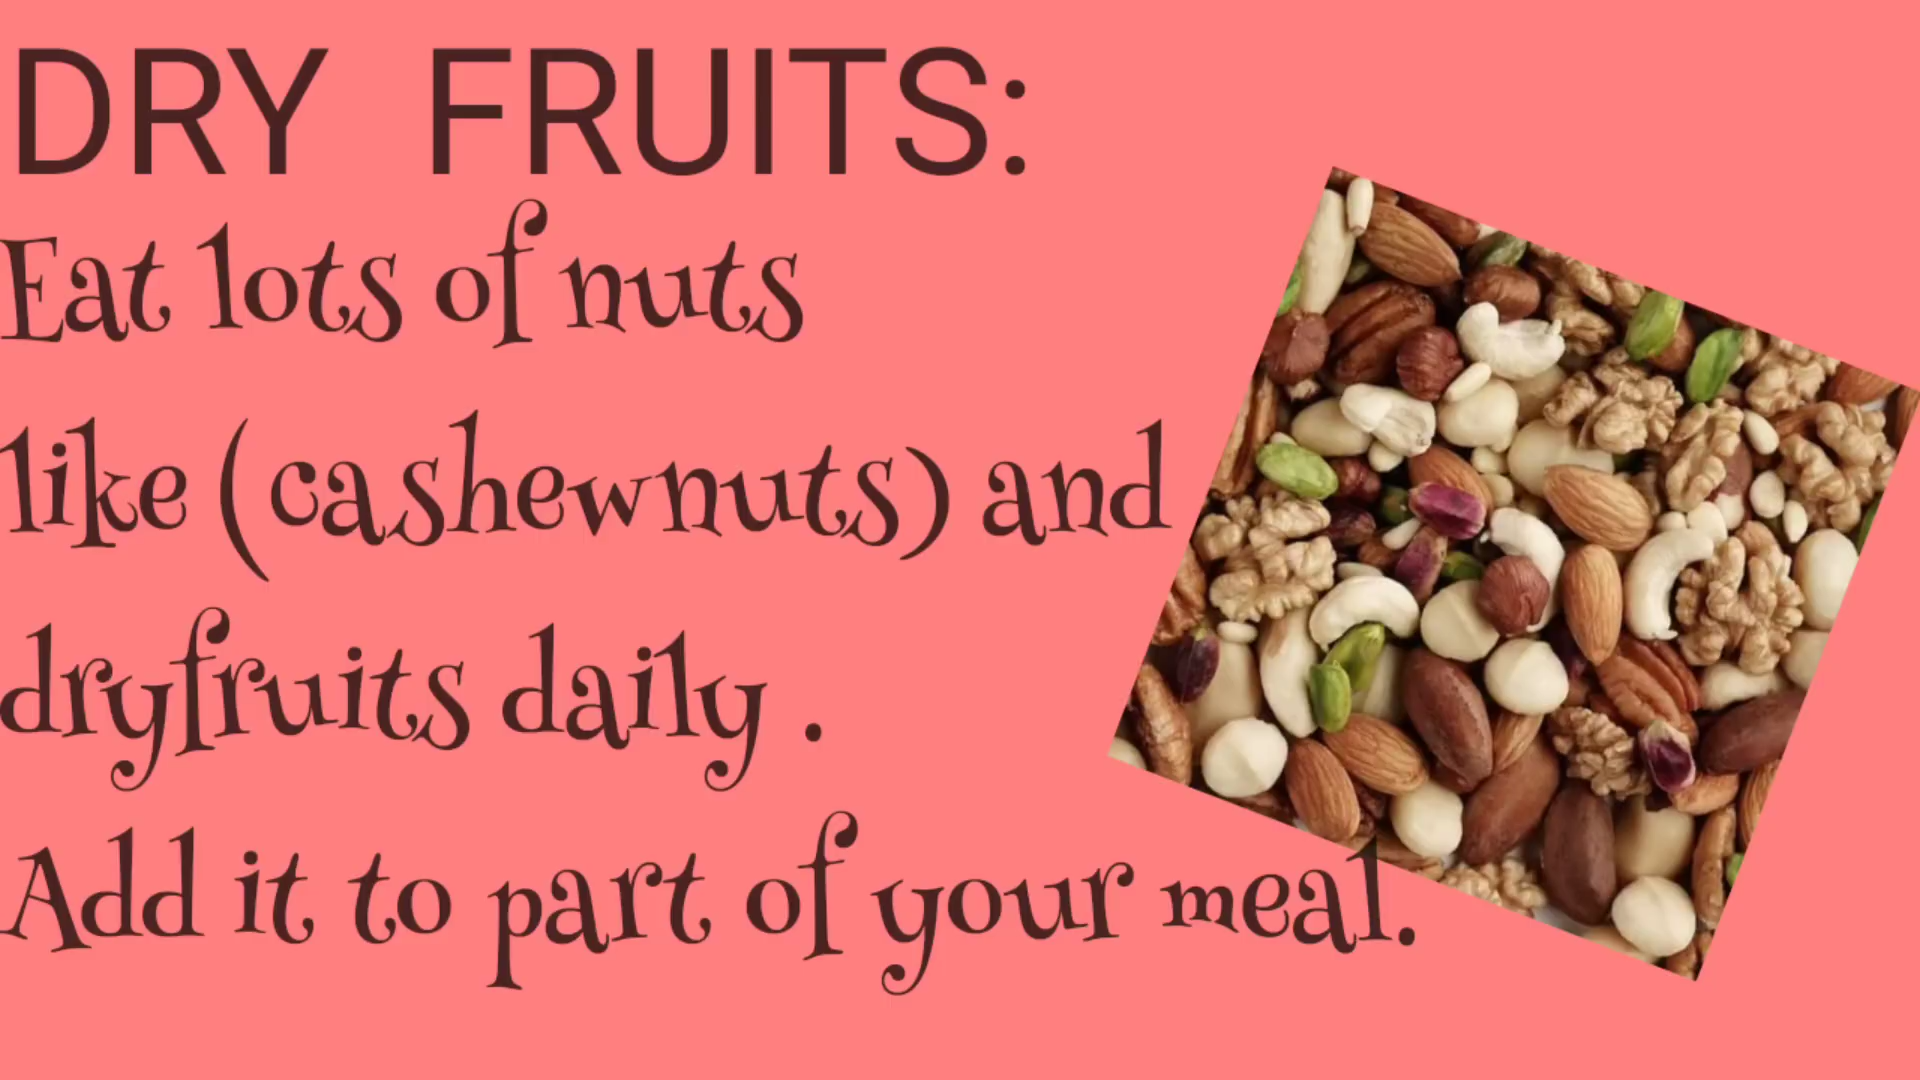 DRY FRUITS:
Eat lots of nuts
like (cashewnuts) and
dryfruits daily .
Add it to part of your meal.